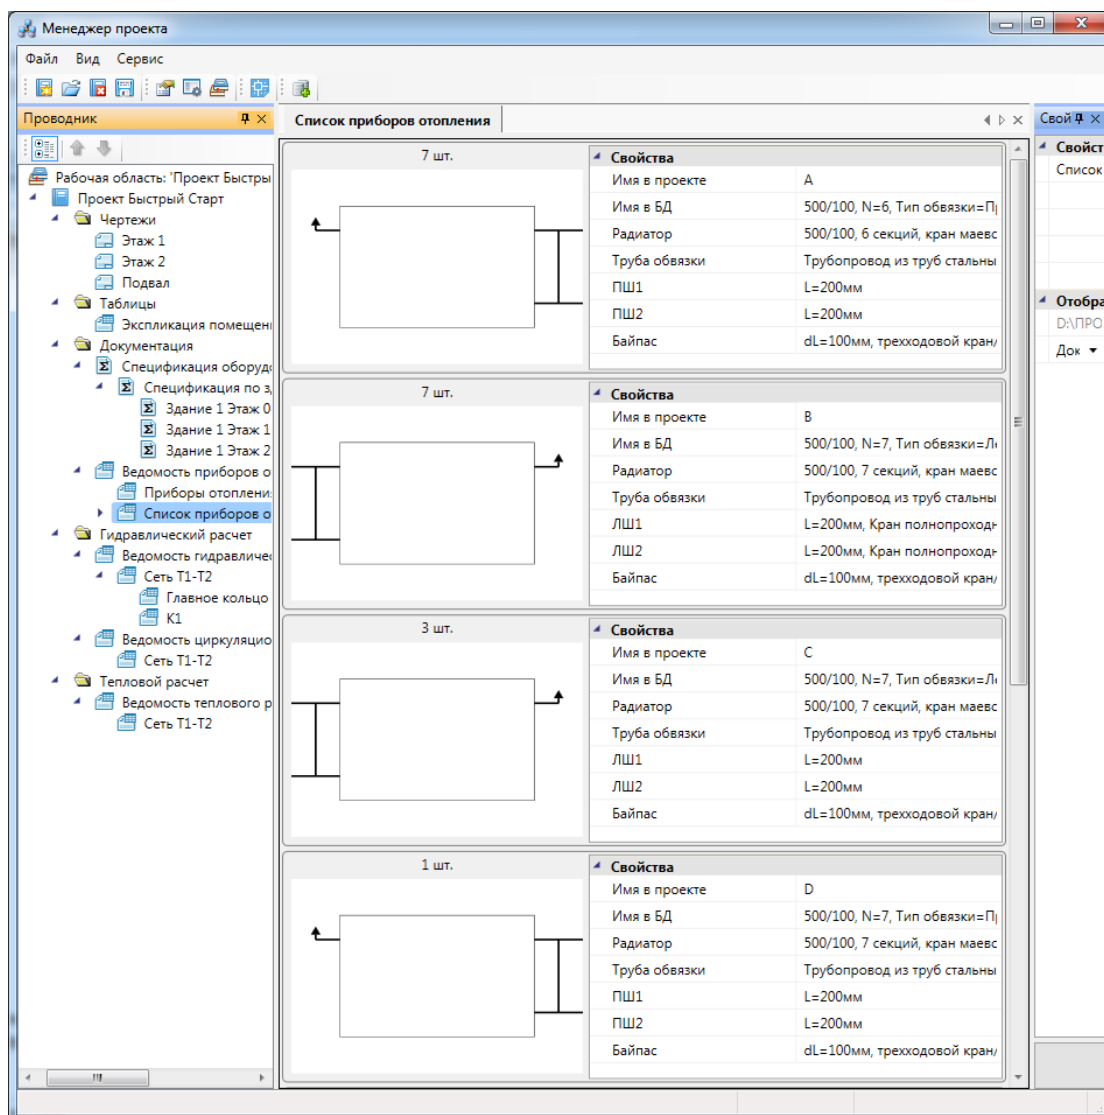 Менеджер проекта
Файл Вид Сервис
Проводник
Рабочая область: 'Проект Быстры
Проект Быстрый Старт
Чертежи
Этаж 1
Этаж 2
Подвал
Таблицы
Экспликация помещен
Документация
Спецификация оборуд
Спецификация по з
Здание 1 Этаж 0
Здание 1 Этаж 1
Здание 1 Этаж 2
Ведомость приборов о
Приборы отоплени
Список приборов о
Гидравлический расчет
Ведомость гидравличе
Сеть Т1-Т2
Главное кольцо
К1
Ведомость циркуляцио
Сеть Т1-Т2
Тепловой расчет
Ведомость теплового р
Сеть Т1-Т2
Список приборов отопления
7 шт.
Свойства
Имя в проекте A
Имя в БД 500/100, N=6, Тип обвязки=П
Радиатор 500/100, 6 секций, кран маевс
Труба обвязки Трубопровод из труб стальны
ПШ1 L=200мм
ПШ2 L=200мм
Байпас dL=100мм, трехходовой кран/
7 шт.
Свойства
Имя в проекте B
Имя в БД 500/100, N=7, Тип обвязки=Л
Радиатор 500/100, 7 секций, кран маевс
Труба обвязки Трубопровод из труб стальны
ЛШ1 L=200мм, Кран полнопроходн
ЛШ2 L=200мм, Кран полнопроходн
Байпас dL=100мм, трехходовой кран/
3 шт.
Свойства
Имя в проекте C
Имя в БД 500/100, N=7, Тип обвязки=Л
Радиатор 500/100, 7 секций, кран маевс
Труба обвязки Трубопровод из труб стальны
ЛШ1 L=200мм
ЛШ2 L=200мм
Байпас dL=100мм, трехходовой кран/
1 шт.
Свойства
Имя в проекте D
Имя в БД 500/100, N=7, Тип обвязки=П
Радиатор 500/100, 7 секций, кран маевс
Труба обвязки Трубопровод из труб стальны
ПШ1 L=200мм
ПШ2 L=200мм
Байпас dL=100мм, трехходовой кран/
Свой
Свойст
Список
Отобра
D:\ПРО
Док